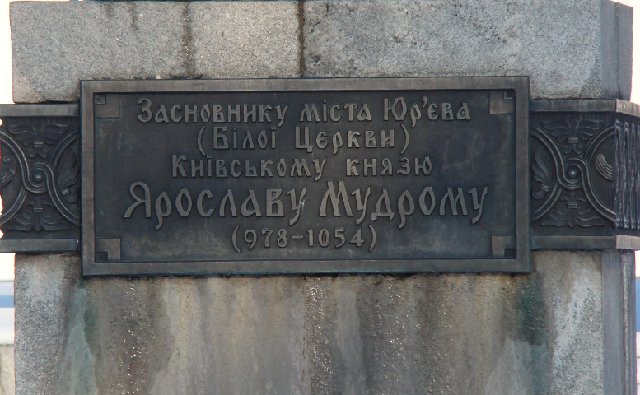 Засновнику міста Юр'єва
(Білої Церкви)
Київському князю
Ярославу Мудрому
(978-1054)